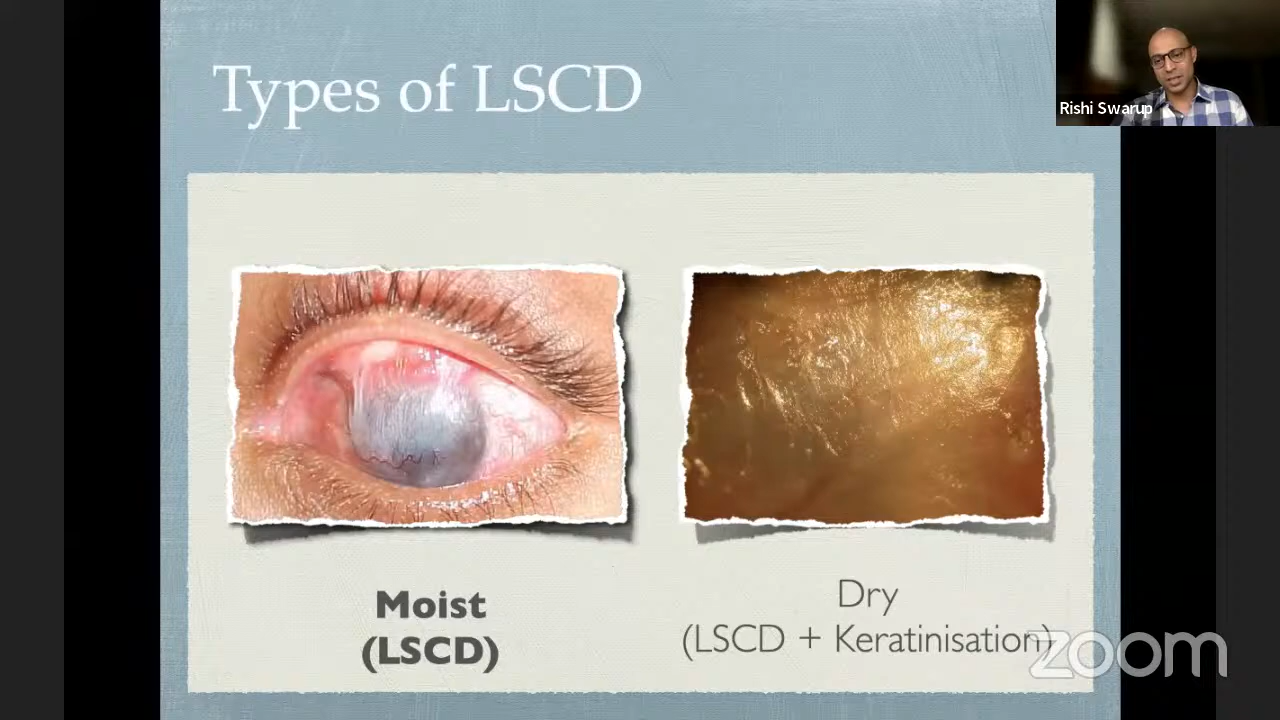 Types of LSCD
Rishi Swarup
Moist
(LSCD)
Dry
(LSCD + Keratinisation)
zoom